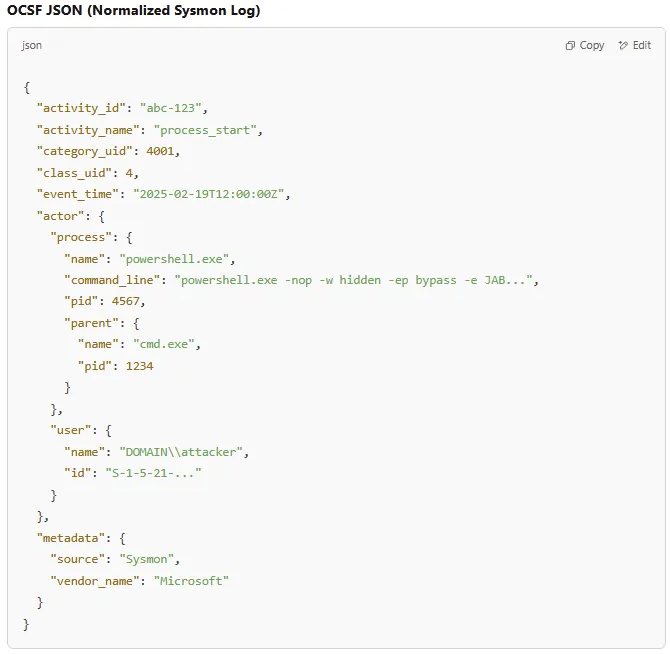 OCSF JSON (Normalized Sysmon Log)
json Copy Edit
{
  "activity_id": "abc-123",
  "activity_name": "process_start",
  "category_uid": 4001,
  "class_uid": 4,
  "event_time": "2025-02-19T12:00:00Z",
  "actor": {
    "process": {
      "name": "powershell.exe",
      "command_line": "powershell.exe -nop -w hidden -ep bypass -e JAB...",
      "pid": 4567,
      "parent": {
        "name": "cmd.exe",
        "pid": 1234
      }
    },
    "user": {
      "name": "DOMAIN\\attacker",
      "id": "S-1-5-21-..."
    }
  },
  "metadata": {
    "source": "Sysmon",
    "vendor_name": "Microsoft"
  }
}